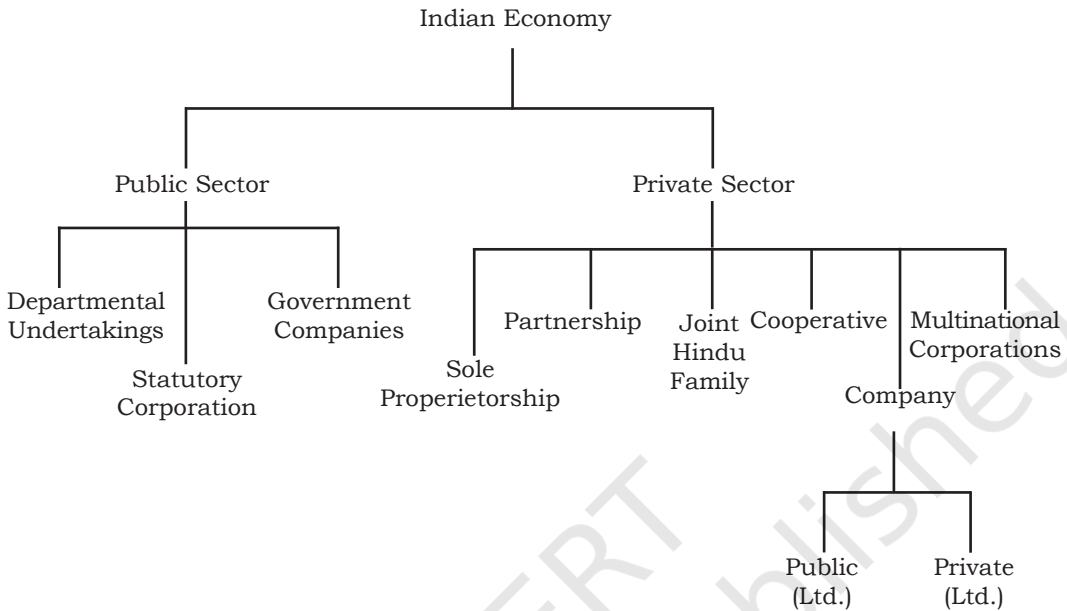 Indian Economy
Public Sector
Private Sector
Departmental
Undertakings
Statutory
Corporation
Government
Companies
Sole
Properietorship
Partnership
Joint
Hindu
Family
Cooperative
Company
Multinational
Corporations
Public
(Ltd.)
Private
(Ltd.)